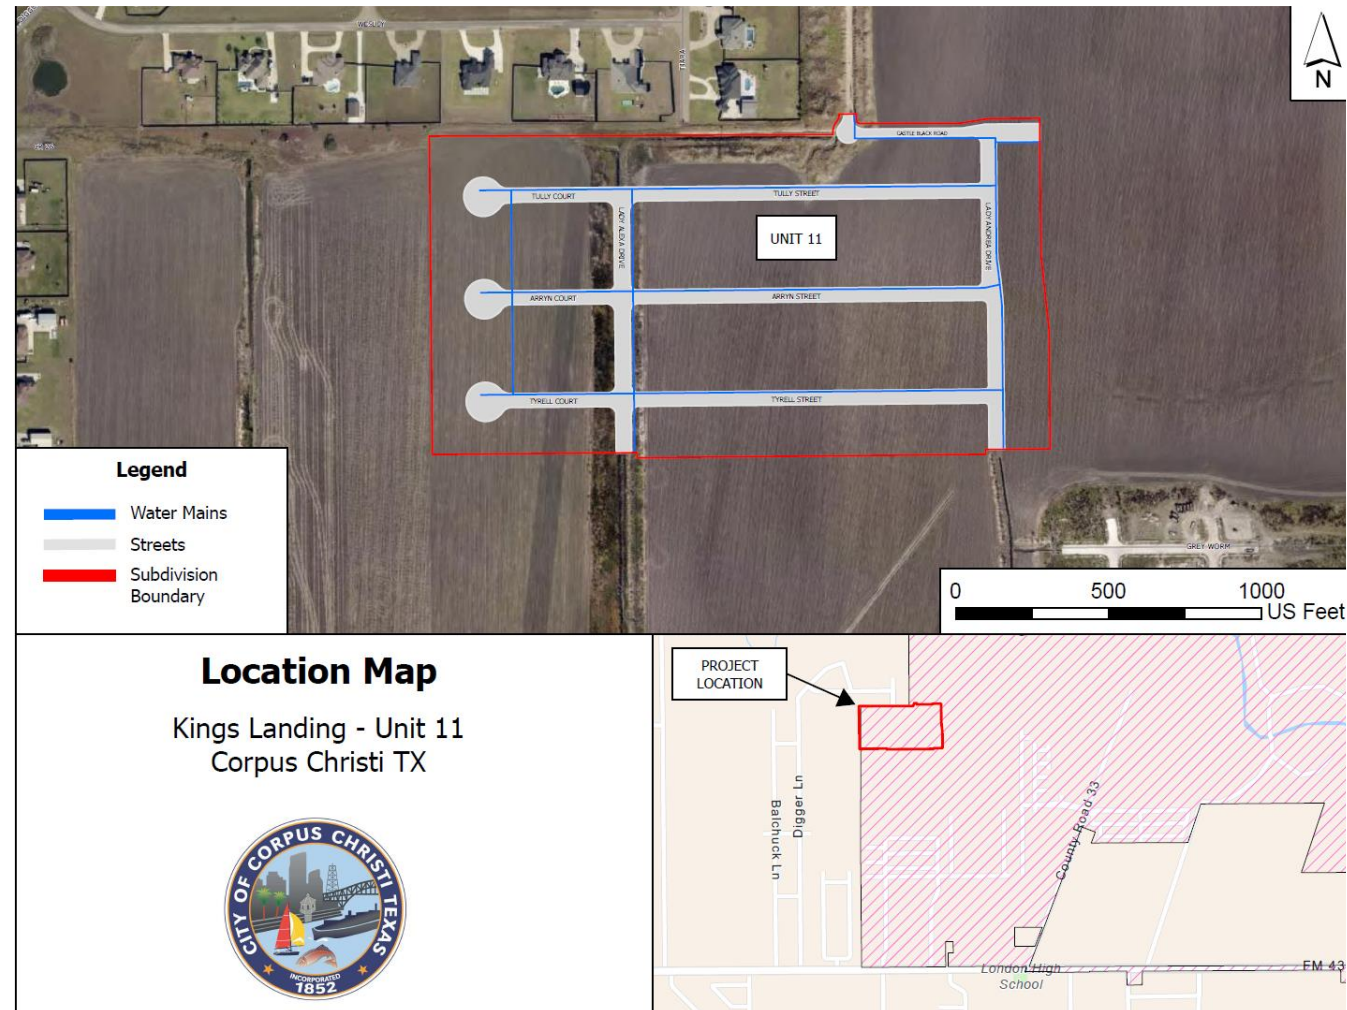 WESLEY
N
CASTLE BLACK ROAD
TULLY COURT
TULLY STREET
LADY ALEXA DRIVE
LADY ANDREA DRIVE
UNIT 11
ARRYN COURT
ARRYN STREET
TYRELL COURT
TYRELL STREET
GREY WORM
Legend
Water Mains
Streets
Subdivision
Boundary
0 500 1000
US Feet
Location Map
Kings Landing - Unit 11
Corpus Christi TX
CITY OF CORPUS CHRISTI TEXAS
INCORPORATED
1852
PROJECT
LOCATION
Digger Ln
Balchuck Ln
County Road 33
London High
School
FM 43